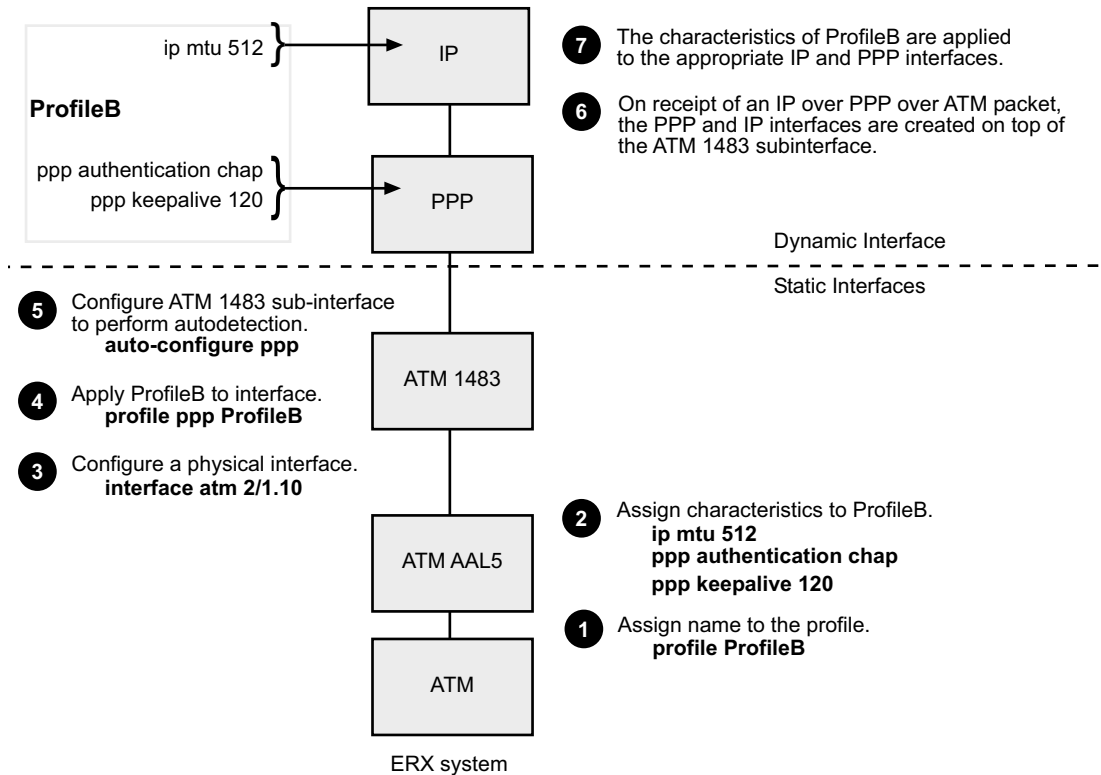 ip mtu 512
ProfileB
ppp authentication chap
ppp keepalive 120
IP
PPP
7 The characteristics of ProfileB are applied
to the appropriate IP and PPP interfaces.
6 On receipt of an IP over PPP over ATM packet,
the PPP and IP interfaces are created on top of
the ATM 1483 subinterface.
Dynamic Interface
Static Interfaces
5 Configure ATM 1483 sub-interface
to perform autodetection.
auto-configure ppp
4 Apply ProfileB to interface.
profile ppp ProfileB
3 Configure a physical interface.
interface atm 2/1.10
ATM 1483
ATM AAL5
ATM
2 Assign characteristics to ProfileB.
ip mtu 512
ppp authentication chap
ppp keepalive 120
1 Assign name to the profile.
profile ProfileB
ERX system